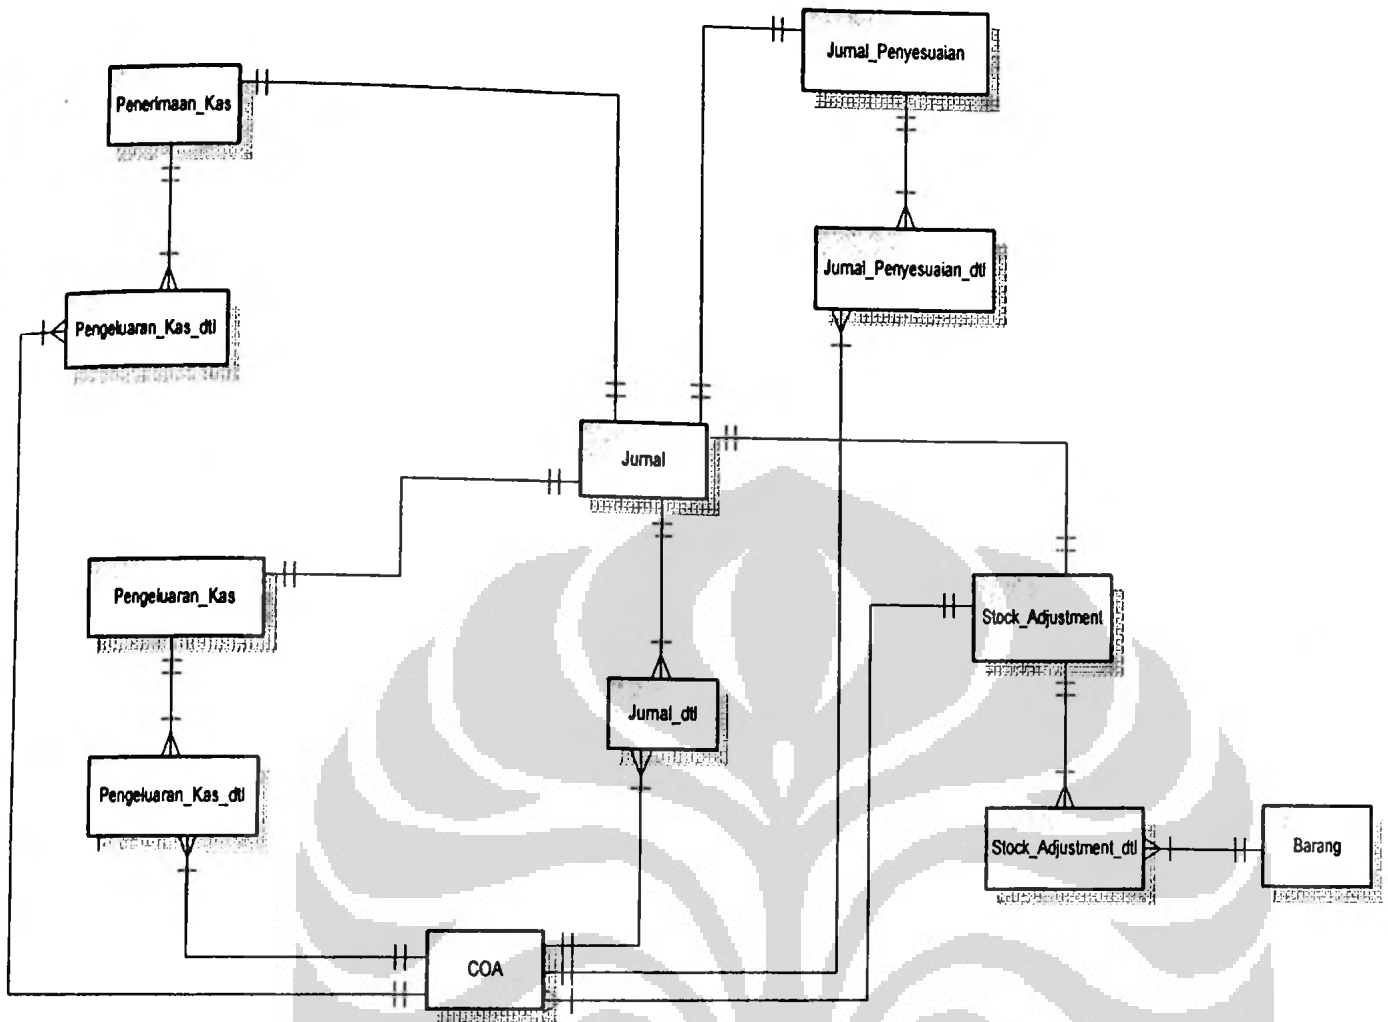 Jurnal_Penyesuaian
Penerimaan_Kas
Jurnal_Penyesuaian_dtl
Pengeluaran_Kas_dtl
Jurnal
Pengeluaran_Kas
Stock_Adjustment
Jurnal_dtl
Pengeluaran_Kas_dtl
Stock_Adjustment_dtl
Barang
COA